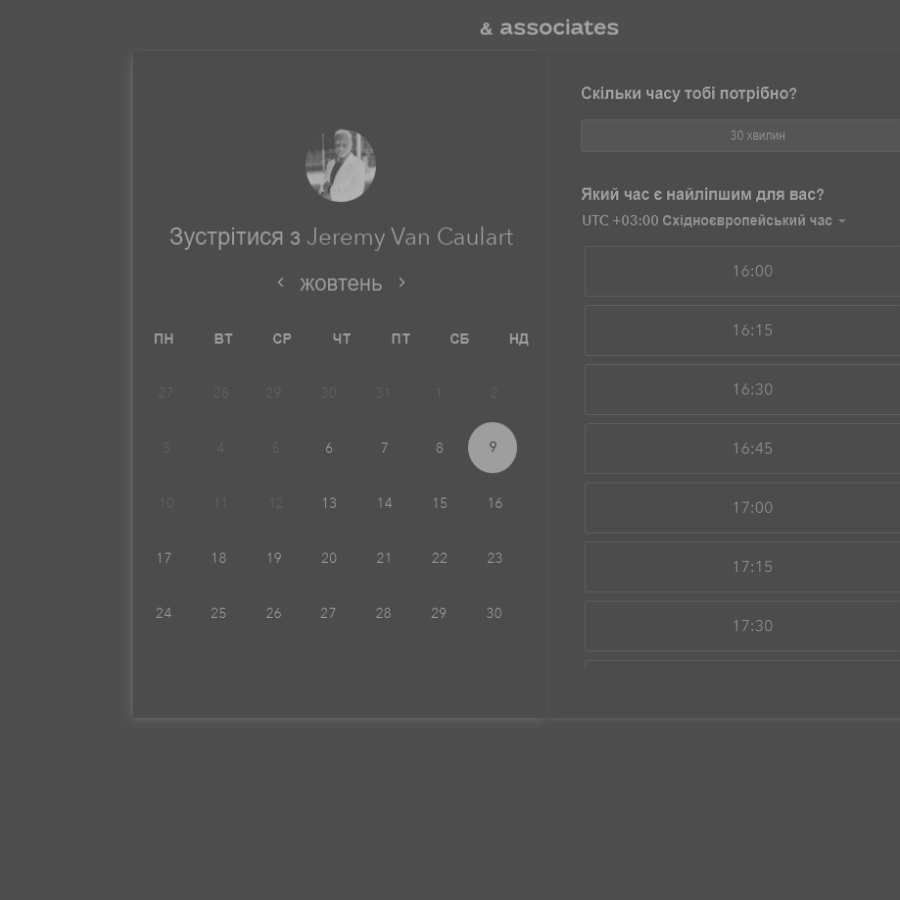 & associates
Зустрітися з Jeremy Van Caulart
жовтень
ПН ВТ СР ЧТ ПТ СБ НД
27 28 29 30 31 1 2
3 4 5 6 7 8 9
10 11 12 13 14 15 16
17 18 19 20 21 22 23
24 25 26 27 28 29 30
Скільки часу тобі потрібно?
30 хвилин
Який час є найліпшим для вас?
UTC +03:00 Східноєвропейський час
16:00
16:15
16:30
16:45
17:00
17:15
17:30